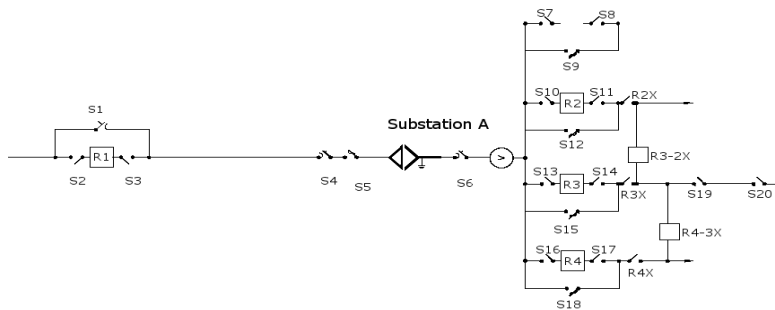 S7
S8
S9
S1
S10
R2
S11
R2X
Substation A
S12
R1
R3-2X
S2
S3
S4
S5
S6
>
S13
R3
S14
R3X
S19
S20
S15
R4-3X
S16
R4
S17
R4X
S18